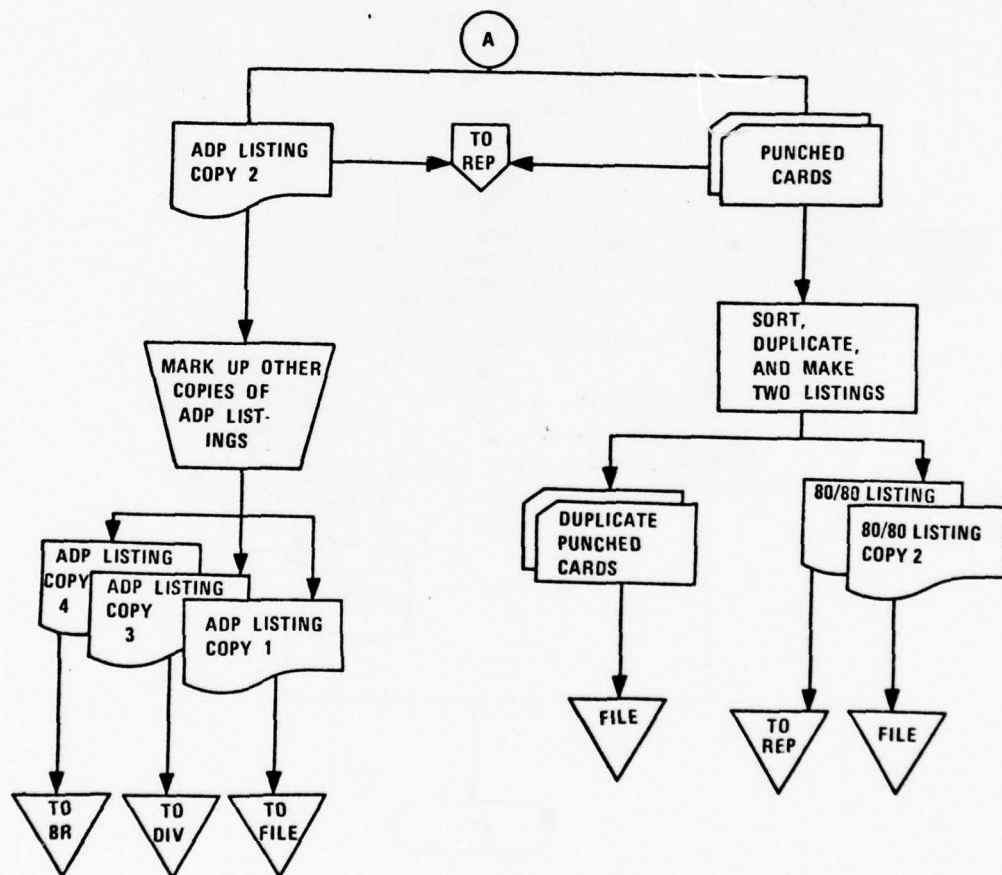 A
ADP LISTING
COPY 2
TO
REP
PUNCHED
CARDS
MARK UP OTHER
COPIES OF
ADP LIST-
INGS
SORT,
DUPLICATE,
AND MAKE
TWO LISTINGS
ADP LISTING
COPY
4
ADP LISTING
COPY
3
ADP LISTING
COPY 1
DUPLICATE
PUNCHED
CARDS
80/80 LISTING
80/80 LISTING
COPY 2
TO
BR
TO
DIV
TO
FILE
FILE
TO
REP
FILE